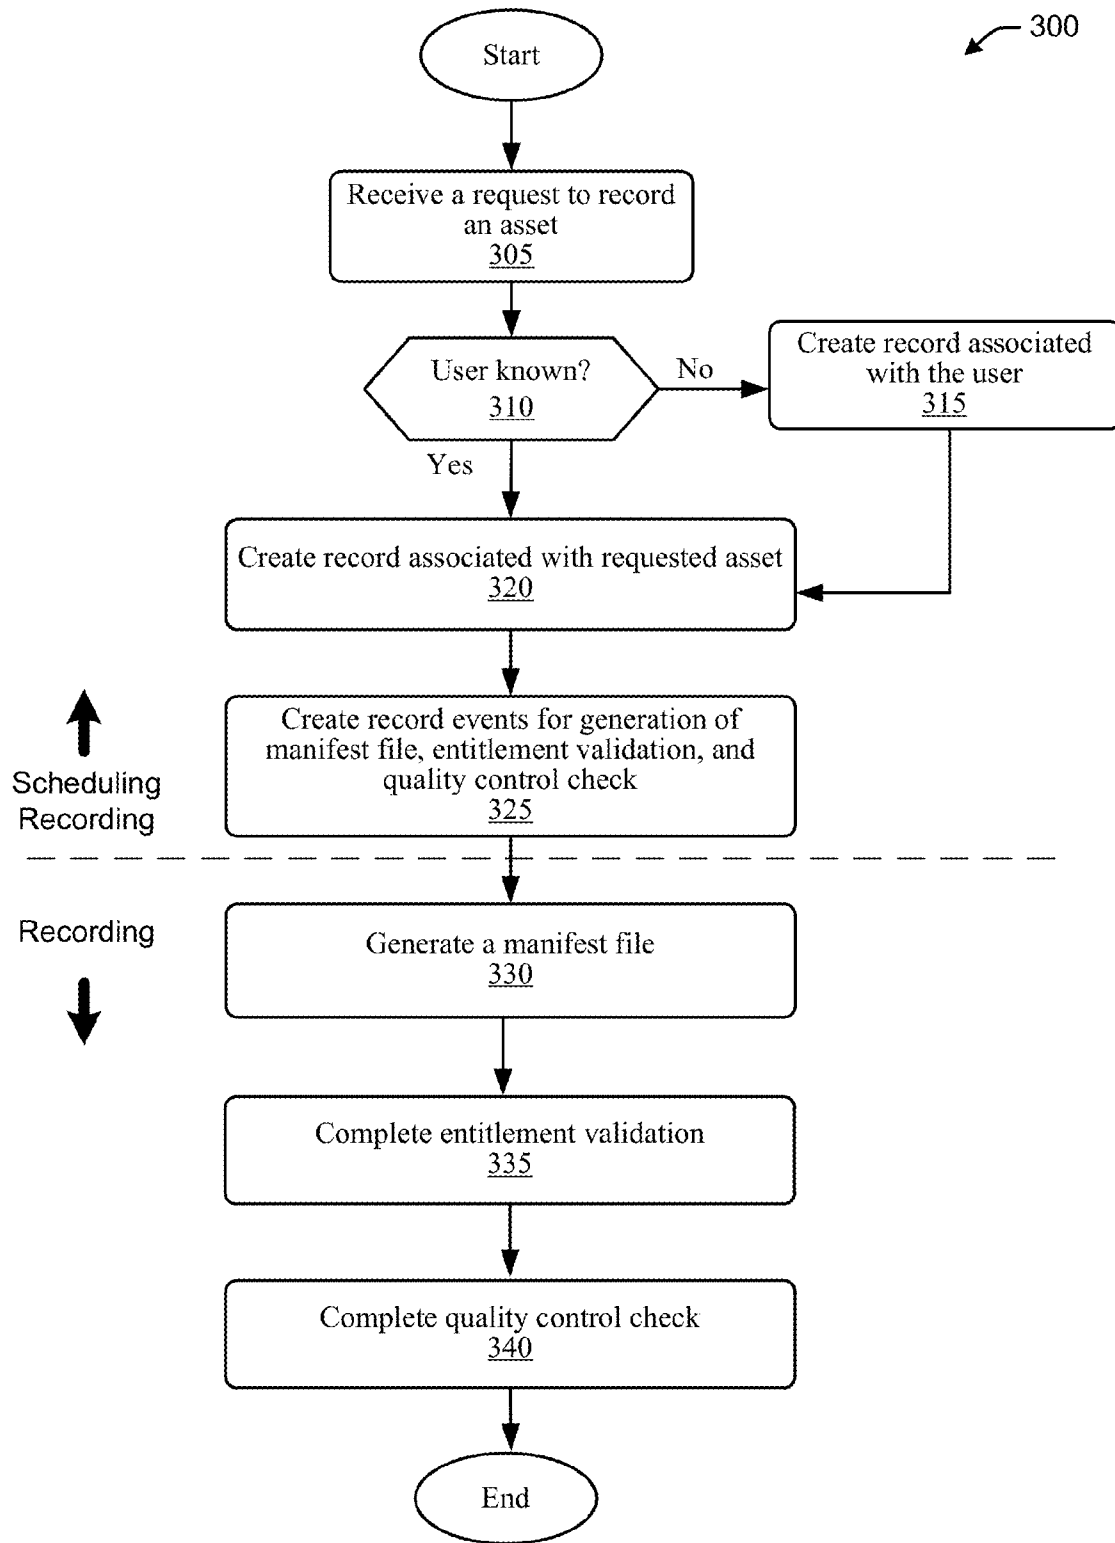 Start
300
Receive a request to record
an asset
305
User known?
310
No
Create record associated
with the user
315
Yes
Create record associated with requested asset
320
Create record events for generation of
manifest file, entitlement validation, and
quality control check
325
Scheduling
Recording
Recording
Generate a manifest file
330
Complete entitlement validation
335
Complete quality control check
340
End